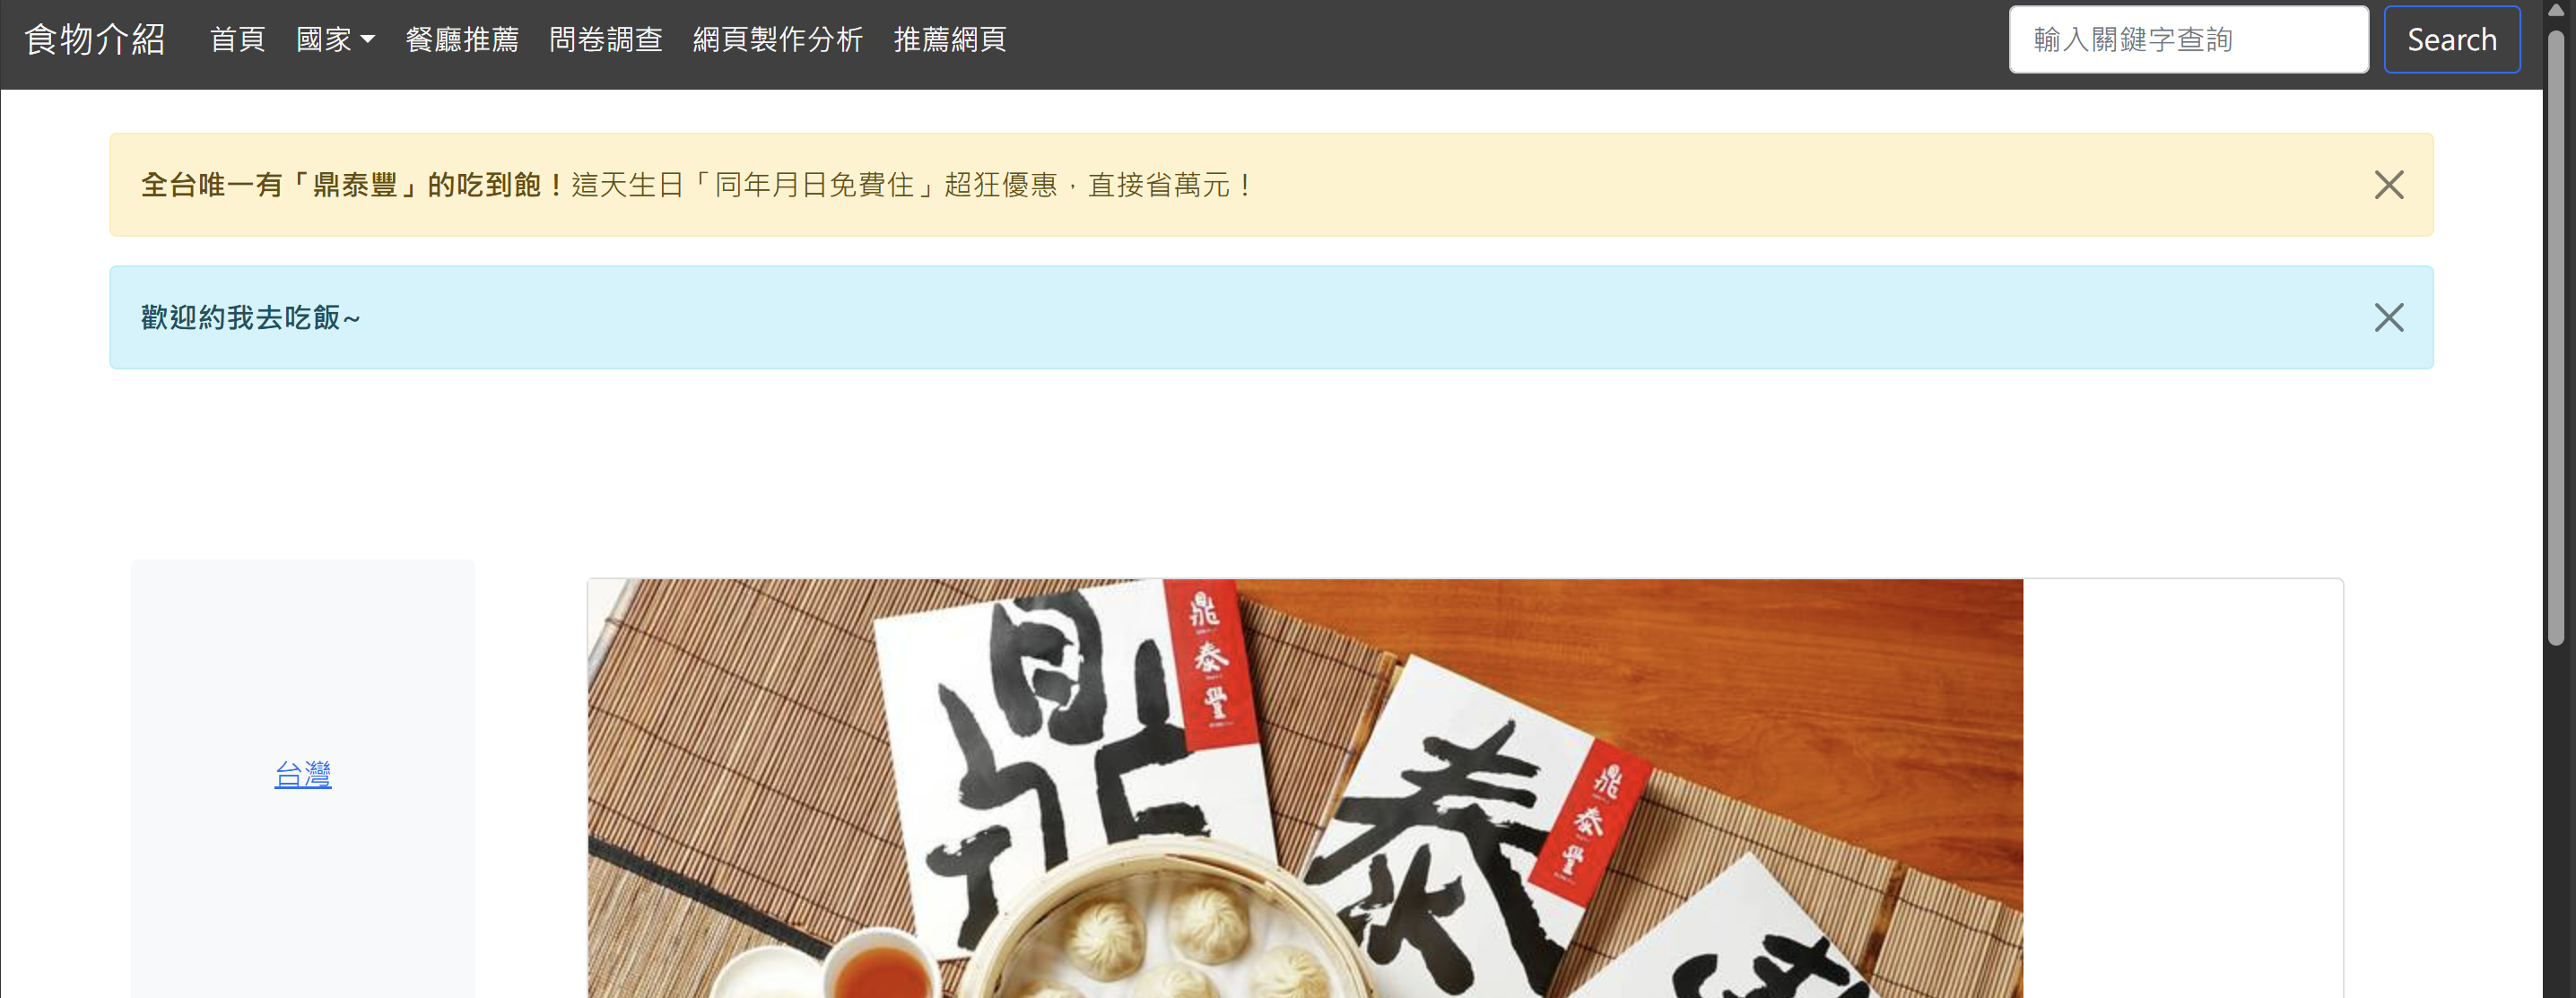 食物介紹 首頁 國家 餐廳推薦 問卷調查 網頁製作分析 推薦網頁 輸入關鍵字查詢 Search
全台唯一有「鼎泰豐」的吃到飽！這天生日「同年月日免費住」超狂優惠，直接省萬元！
歡迎約我去吃飯~
台灣
鼎
鼎泰豐
泰
鼎泰豐